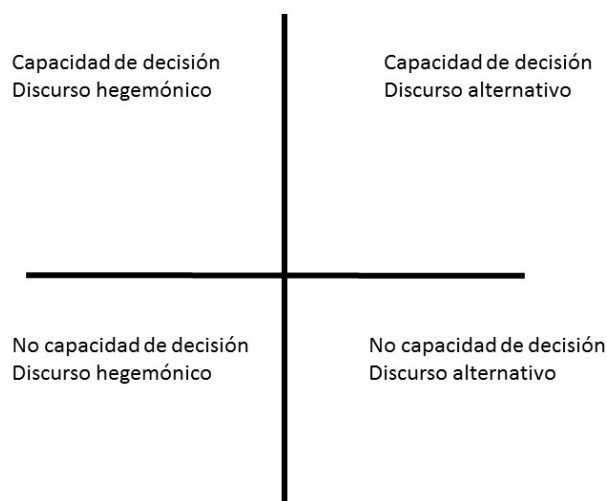 Capacidad de decisión
Discurso hegemónico
Capacidad de decisión
Discurso alternativo
No capacidad de decisión
Discurso hegemónico
No capacidad de decisión
Discurso alternativo